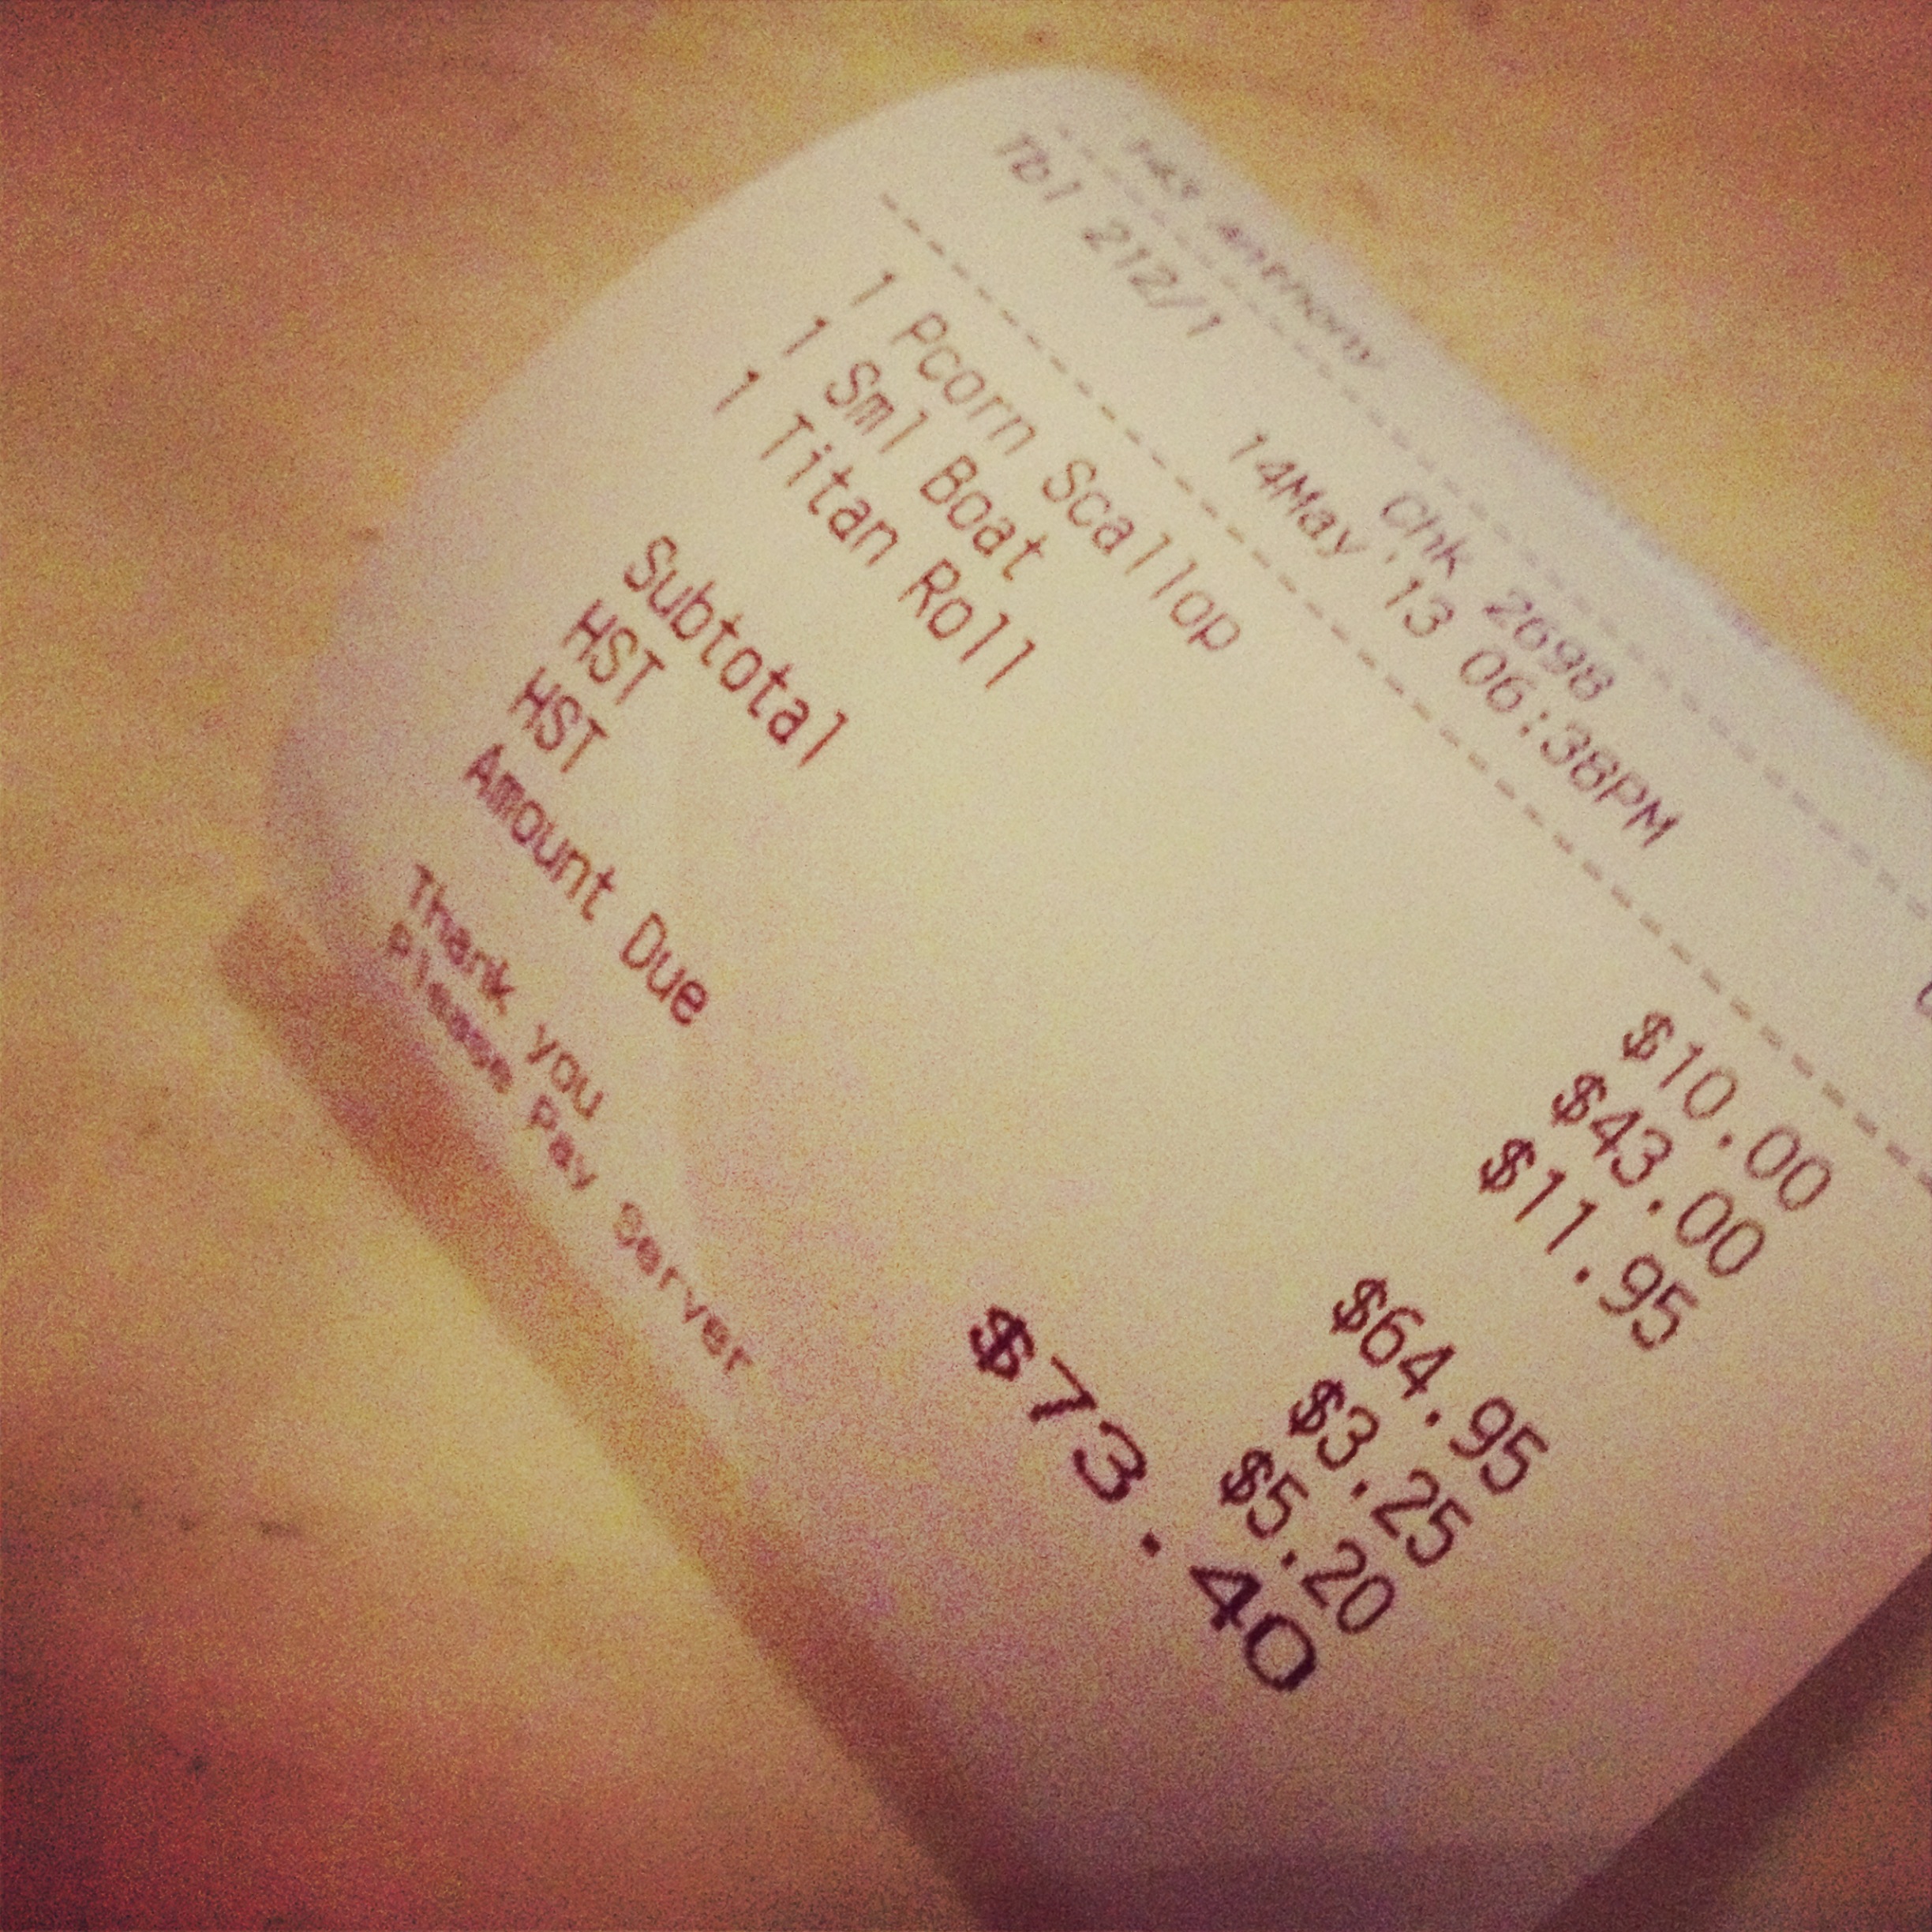 Anthony
Tbl 212/1 Chk 2698
14May'13 06:38PM
1 Pcorn Scallop $10.00
1 Sml Boat $43.00
1 Titan Roll $11.95
Subtotal $64.95
HST $3.25
HST $5.20
Amount Due $73.40
Thank you
Please Pay Server